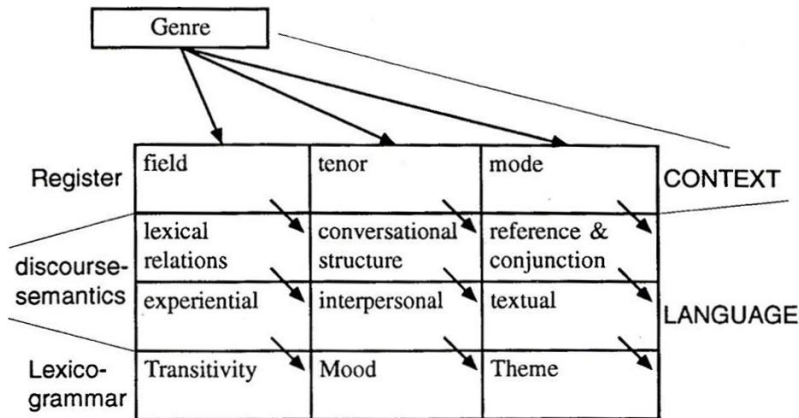 Genre
Register
field
tenor
mode
CONTEXT
lexical
relations
conversational
structure
reference &
conjunction
discourse-
semantics
experiential
interpersonal
textual
LANGUAGE
Lexico-
grammar
Transitivity
Mood
Theme